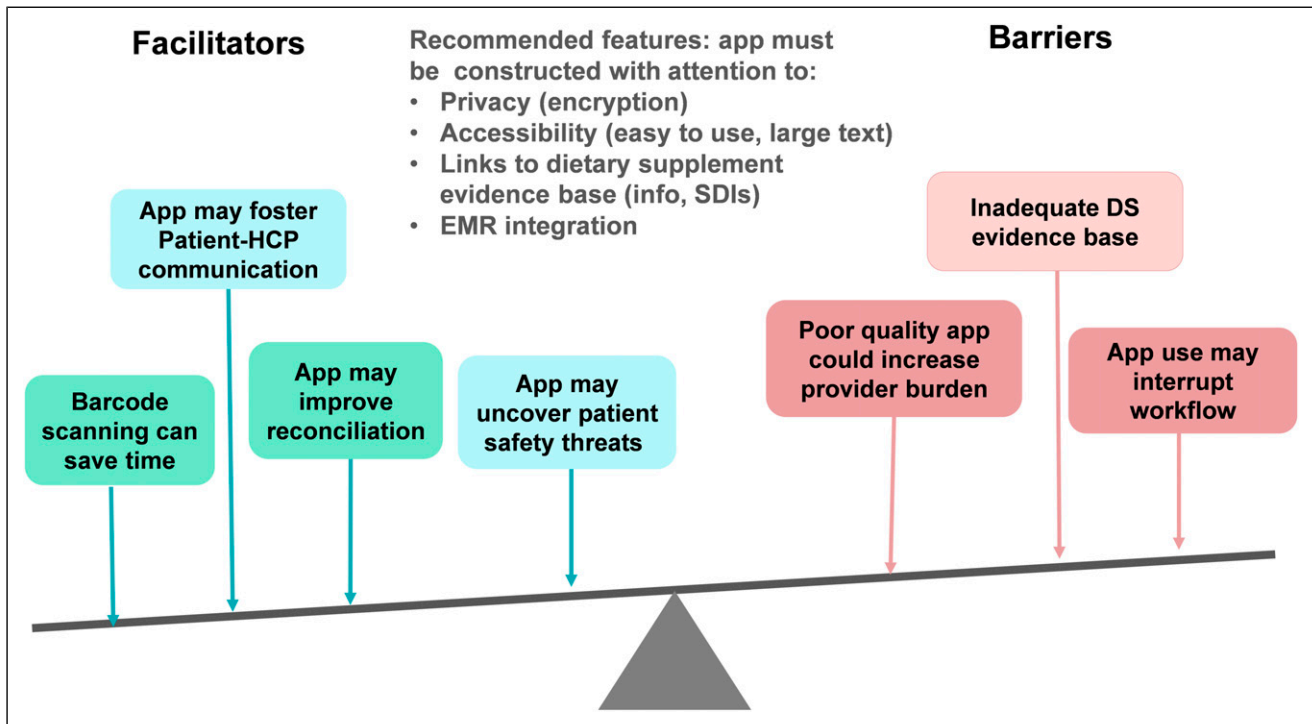 Facilitators
Recommended features: app must
be constructed with attention to:
• Privacy (encryption)
• Accessibility (easy to use, large text)
• Links to dietary supplement
evidence base (info, SDIs)
• EMR integration
Barriers
App may foster
Patient-HCP
communication
Inadequate DS
evidence base
Barcode
scanning can
save time
App may
improve
reconciliation
App may
uncover patient
safety threats
Poor quality app
could increase
provider burden
App use may
interrupt
workflow